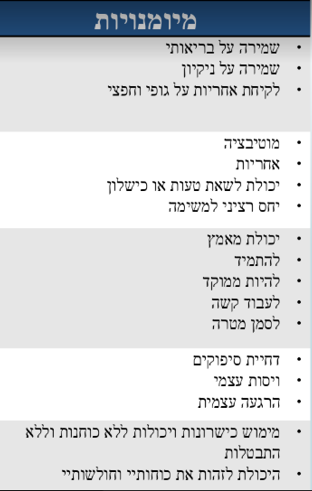 מיומנויות
• שמירה על בריאותי
• שמירה על ניקיון
• לקיחת אחריות על גופי וחפצי
• מוטיבציה
• אחריות
• יכולת לשאת טעות או כישלון
• יחס רציני למשימה
• יכולת מאמץ
• להתמיד
• להיות ממוקד
• לעבוד קשה
• לסמן מטרה
• דחיית סיפוקים
• ויסות עצמי
• הרגעה עצמית
• מימוש כישרונות ויכולות ללא כוחנות וללא
התבטלות
• היכולת לזהות את כוחותיי וחולשותיי